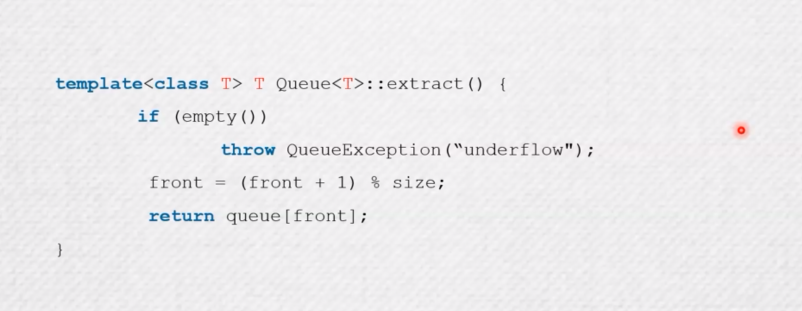 template<class T> T Queue<T>::extract() {
if (empty())
throw QueueException(“underflow");
front = (front + 1) % size;
return queue[front];
}